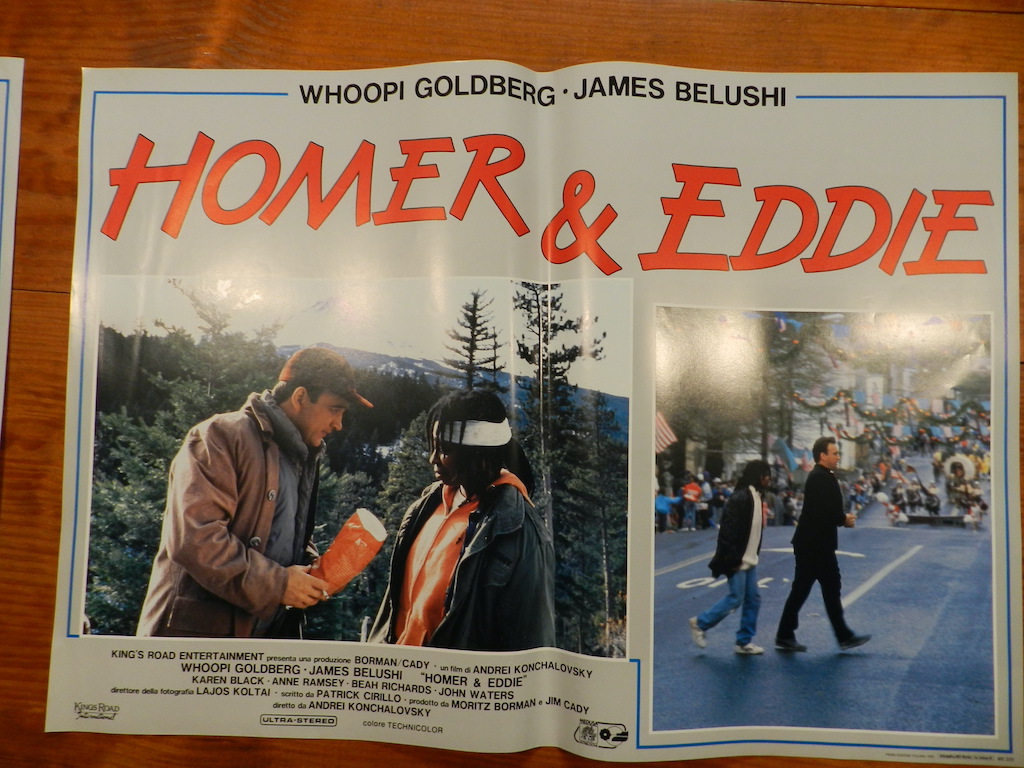 WHOOPI GOLDBERG · JAMES BELUSHI
HOMER & EDDIE
KING'S ROAD ENTERTAINMENT presenta una produzione BORMAN/CADY · un film di ANDREI KONCHALOVSKY
WHOOPI GOLDBERG · JAMES BELUSHI "HOMER & EDDIE"
KAREN BLACK · ANNE RAMSEY · BEAH RICHARDS · JOHN WATERS
direttore della fotografia LAJOS KOLTAI · scritto da PATRICK CIRILLO · prodotto da MORITZ BORMAN e JIM CADY
diretto da ANDREI KONCHALOVSKY
ULTRA-STEREO
colore TECHNICOLOR
KINGS ROAD
International
MEDUSA